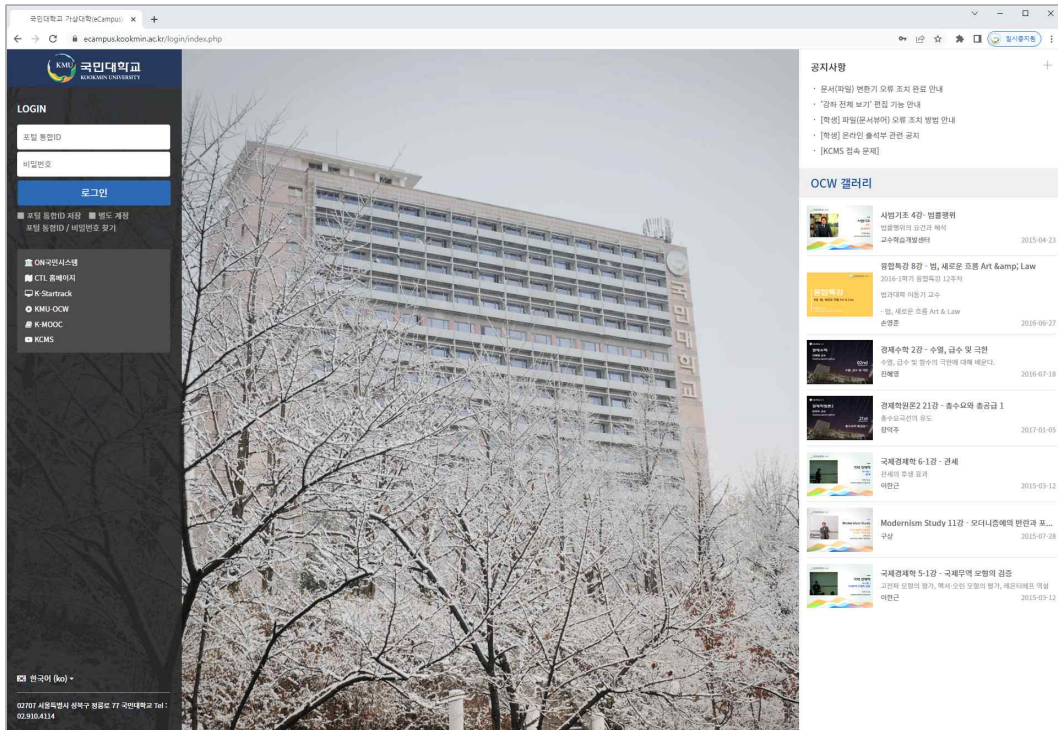 국민대학교 가상대학(eCampus)
ecampus.kookmin.ac.kr/login/index.php
일시중지됨
KMU 국민대학교
KOOKMIN UNIVERSITY
LOGIN
포털 통합ID
비밀번호
로그인
포털 통합ID 저장 별도 계정
포털 통합ID / 비밀번호 찾기
ON국민시스템
CTL 홈페이지
K-Startrack
KMU-OCW
K-MOOC
KCMS
한국어 (ko)
02707 서울특별시 성북구 정릉로 77 국민대학교 Tel :
02.910.4114
국민대학교
공지사항
· 문서(파일) 변환기 오류 조치 완료 안내
· '강좌 전체 보기' 편집 가능 안내
· [학생] 파일(문서뷰어) 오류 조치 방법 안내
· [학생] 온라인 출석부 관련 공지
· [KCMS 접속 문제]
OCW 갤러리
사범기초 4강- 법률행위
법률행위의 요건과 해석
교수학습개발센터 2015-04-23
융합특강 8강 - 법, 새로운 흐름 Art &amp; Law
2016-1학기 융합특강 12주차
법과대학 이동기 교수
- 법, 새로운 흐름 Art & Law
손영준 2016-06-27
융합특강
경제수학 2강 - 수열, 급수 및 극한
수열, 급수 및 함수의 극한에 대해 배운다.
진혜영 2016-07-18
경제학원론2 21강 - 총수요와 총공급 1
총수요곡선의 유도
장덕주 2017-01-05
국제경제학 6-1강 - 관세
관세의 후생 효과
이한근 2015-03-12
Modernism Study 11강 - 모더니즘에의 반란과 포...
구상 2015-07-28
국제경제학 5-1강 - 국제무역 모형의 검증
고전파 모형의 평가, 헥셔-오린 모형의 평가, 레온티에프 역설
이한근 2015-03-12